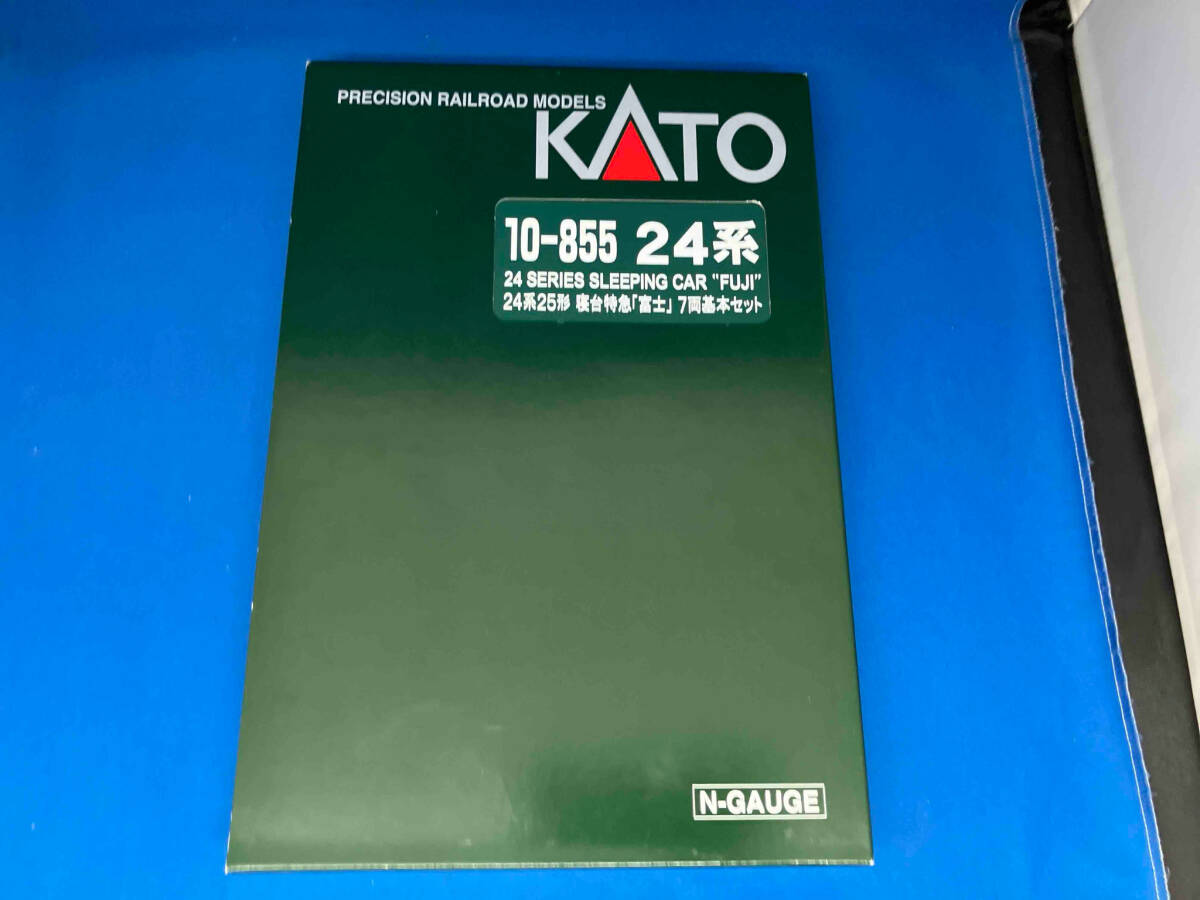 PRECISION RAILROAD MODELS
KATO
10-855 24系
24 SERIES SLEEPING CAR "FUJI"
24系25形 寝台特急「富士」 7両基本セット
N-GAUGE